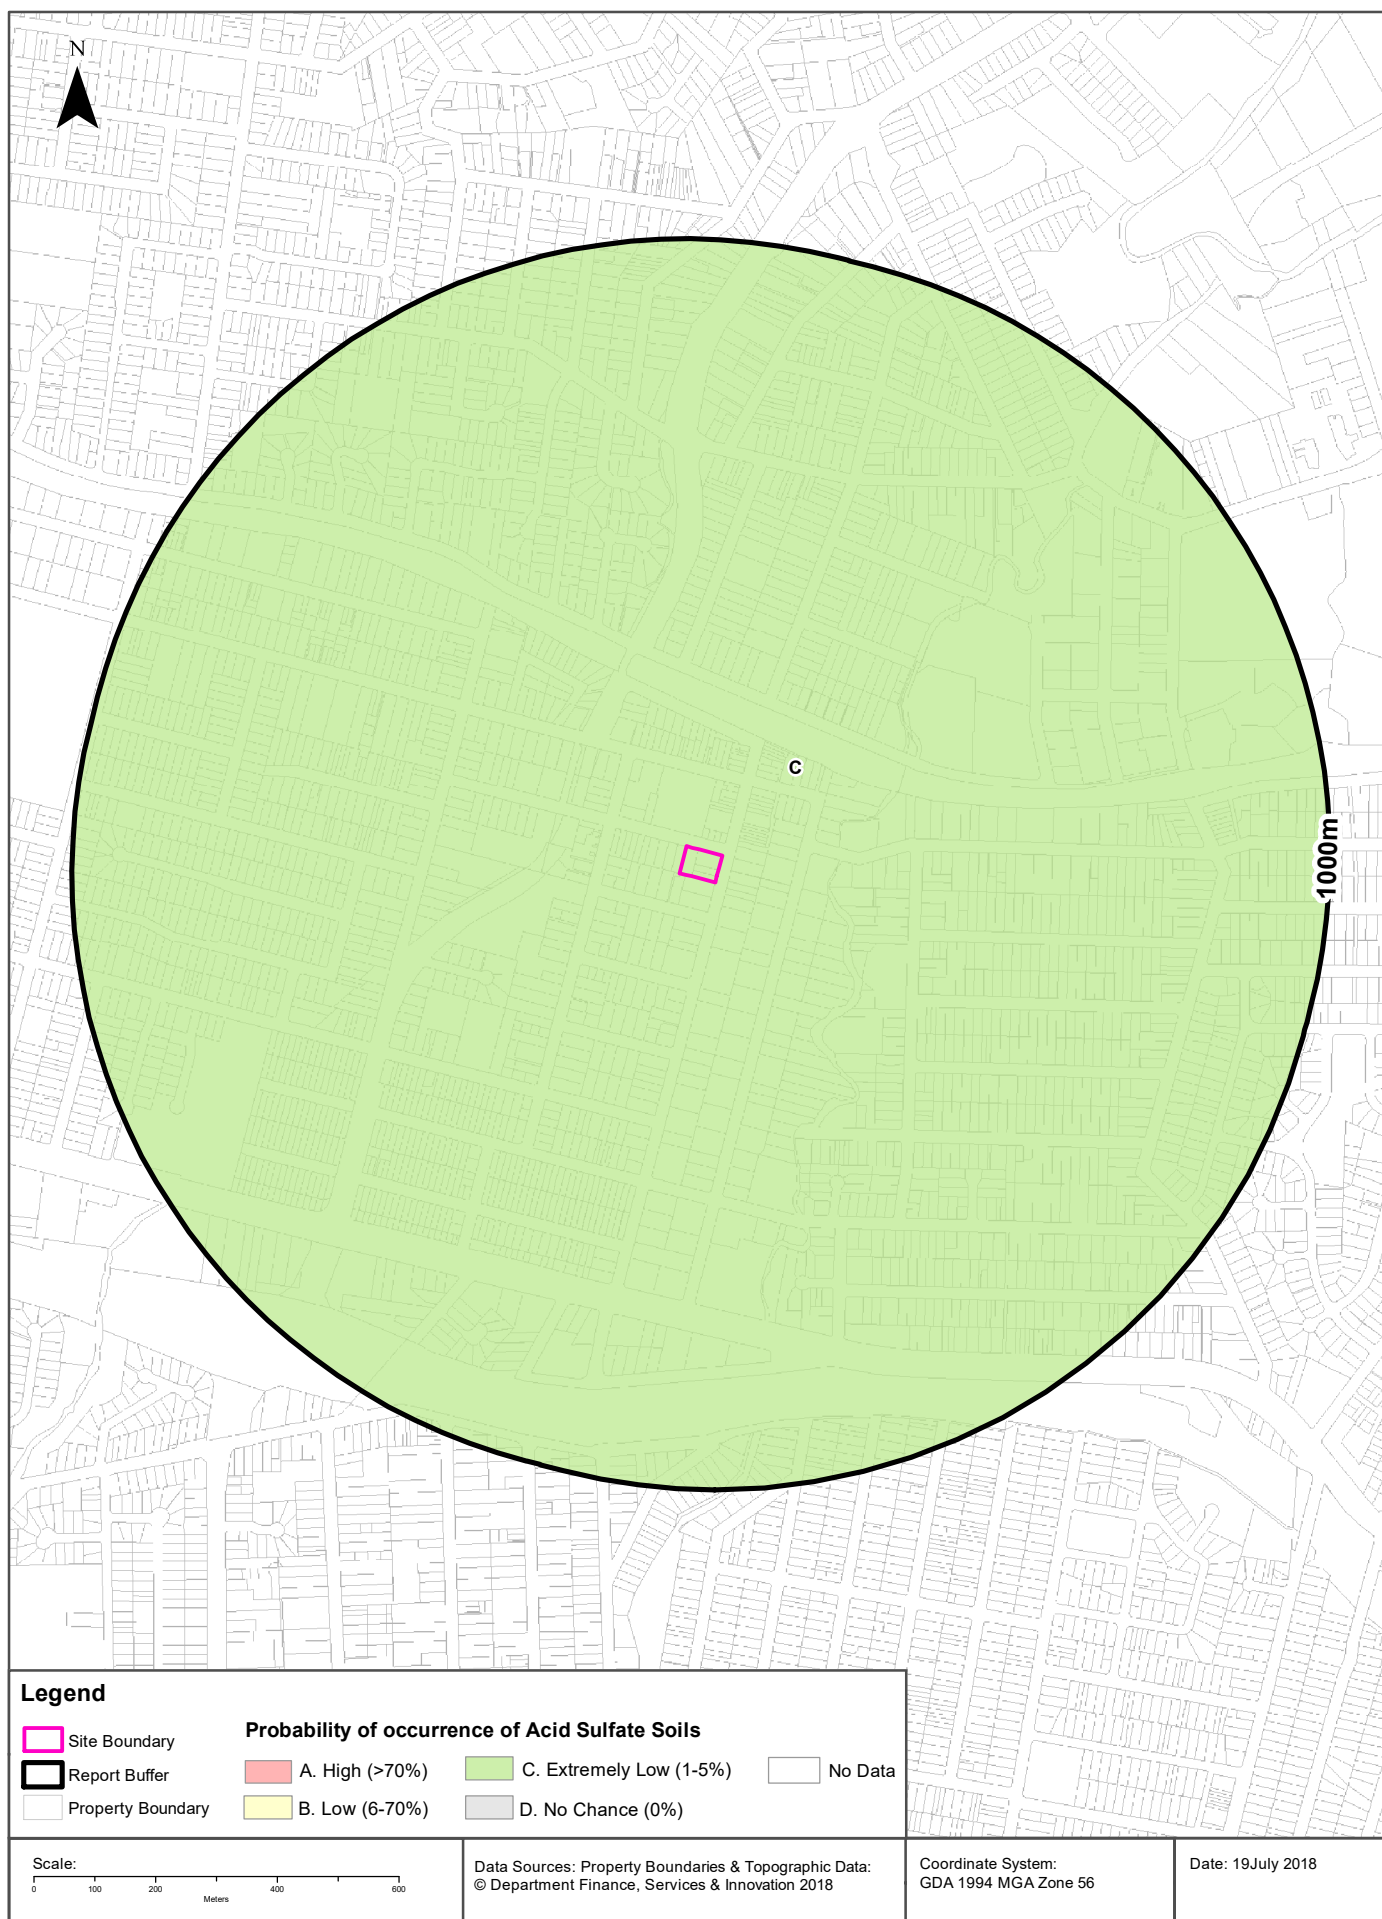 N
C
1000m
Legend
Site Boundary
Report Buffer
Property Boundary
Probability of occurrence of Acid Sulfate Soils
A. High (>70%)
B. Low (6-70%)
C. Extremely Low (1-5%)
D. No Chance (0%)
No Data
Scale:
0 100 200 400 600
Meters
Data Sources: Property Boundaries & Topographic Data:
© Department Finance, Services & Innovation 2018
Coordinate System:
GDA 1994 MGA Zone 56
Date: 19July 2018